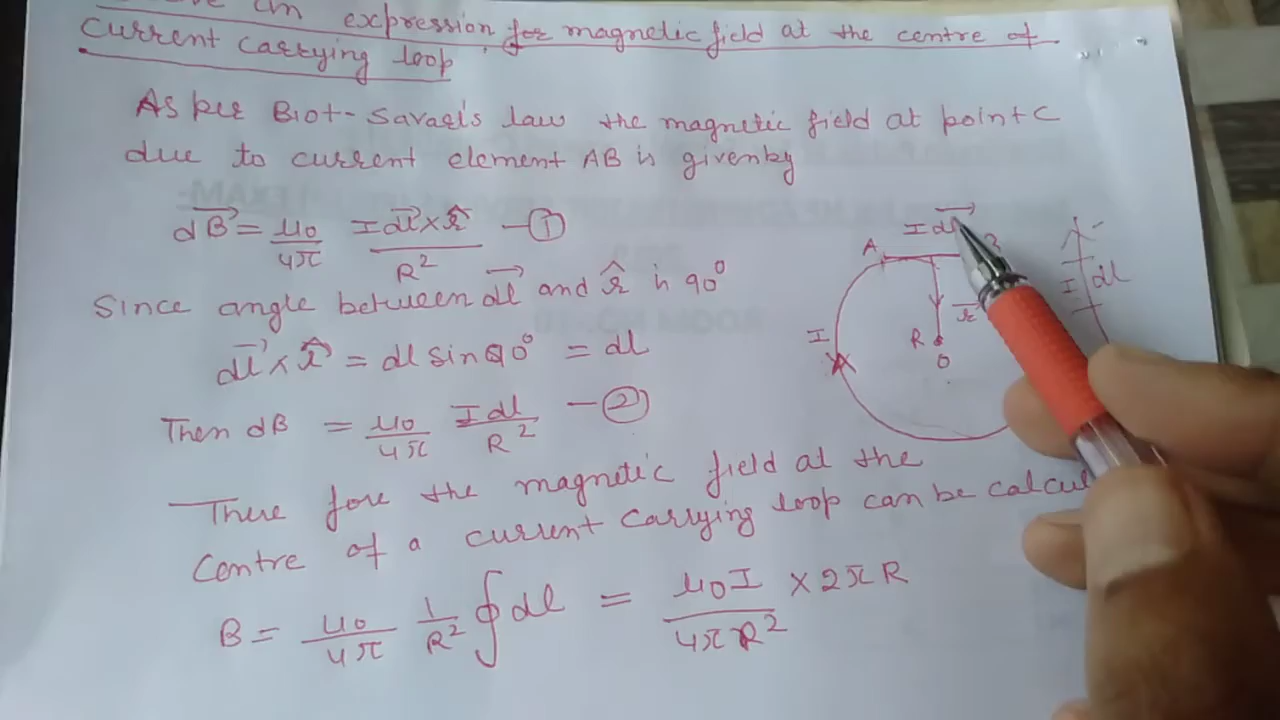 an expression for magnetic field at the centre of
current carrying loop
As per Biot-Savart's law the magnetic field at point C
due to current element AB is given by
dB⃗ = μ0/4π I dl⃗ × r̂ / R² —①
Since angle between dl⃗ and r̂ is 90°
dl⃗ × r̂ = dl sin 90° = dl
Then dB = μ0/4π I dl/R² —②
There fore the magnetic field at the
Centre of a current carrying loop can be calcul
B = μ0/4π 1/R² ∮ dl = μ0 I/4π R² × 2πR
I dl
A
I
R
O
r
I
dl